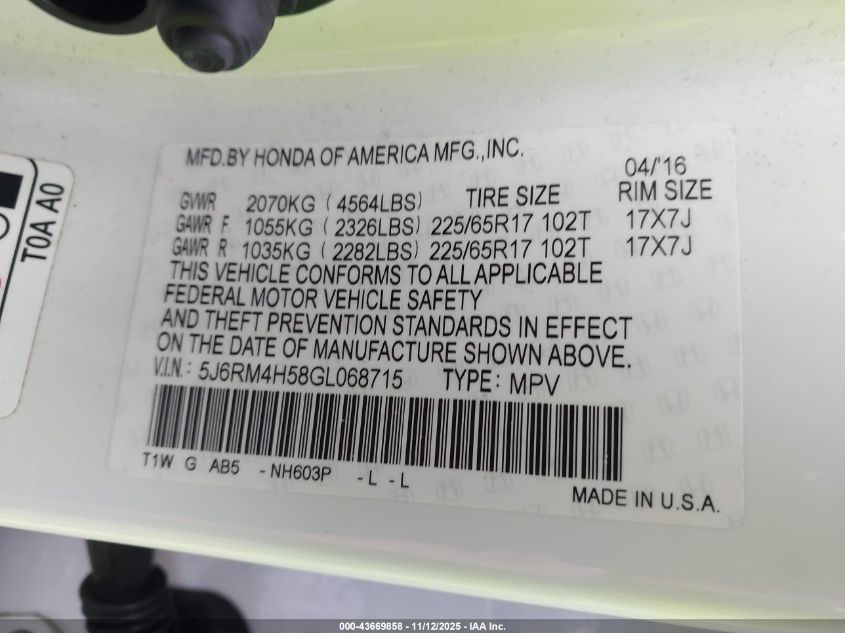 MFD.BY HONDA OF AMERICA MFG.,INC.
04/'16
GVWR 2070KG ( 4564LBS) TIRE SIZE RIM SIZE
GAWR F 1055KG ( 2326LBS) 225/65R17 102T 17X7J
GAWR R 1035KG ( 2282LBS) 225/65R17 102T 17X7J
THIS VEHICLE CONFORMS TO ALL APPLICABLE
FEDERAL MOTOR VEHICLE SAFETY
AND THEFT PREVENTION STANDARDS IN EFFECT
ON THE DATE OF MANUFACTURE SHOWN ABOVE.
V.I.N.: 5J6RM4H58GL068715 TYPE: MPV
T1W G AB5 -NH603P -L -L
MADE IN U.S.A.
T0A A0
000-43669858 - 11/12/2025 - IAA Inc.